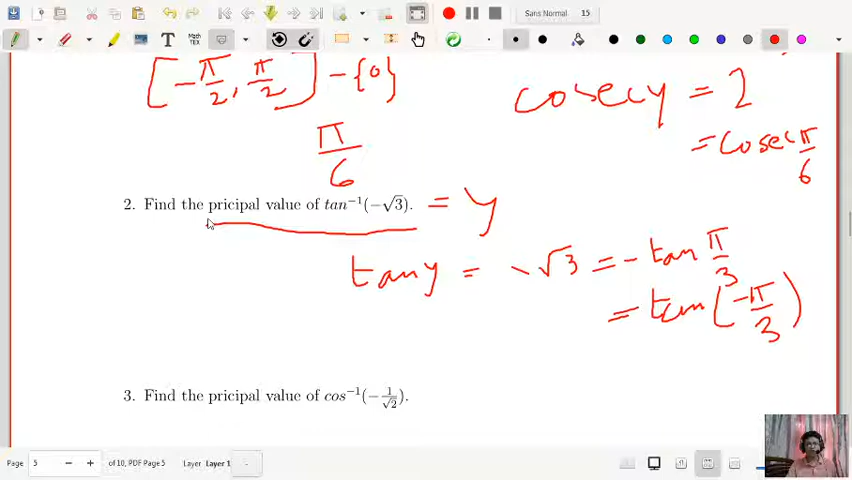 Sans Normal 15
[-π/2, π/2] - {0}
cosecy = 2
= cosec π/6
π/6
2. Find the pricipal value of tan⁻¹(−√3). = y
tany = -√3 = - tan π/3
= tan(-π/3)
3. Find the pricipal value of cos⁻¹(−1/√2).
Page 5 of 10, PDF Page 5 Layer Layer 1